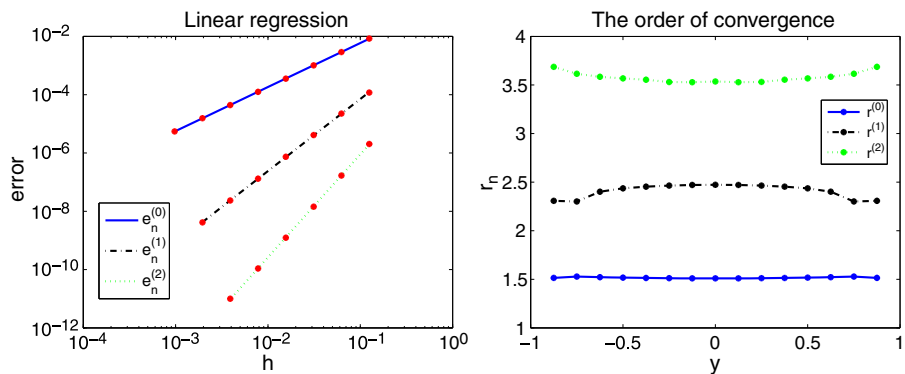 Linear regression
10^-2
10^-4
10^-6
10^-8
10^-10
10^-12
error
e_n^(0)
e_n^(1)
e_n^(2)
10^-4
10^-3
10^-2
10^-1
10^0
h
The order of convergence
4
3.5
3
2.5
2
1.5
1
r_n
r^(0)
r^(1)
r^(2)
−1
−0.5
0
0.5
1
y